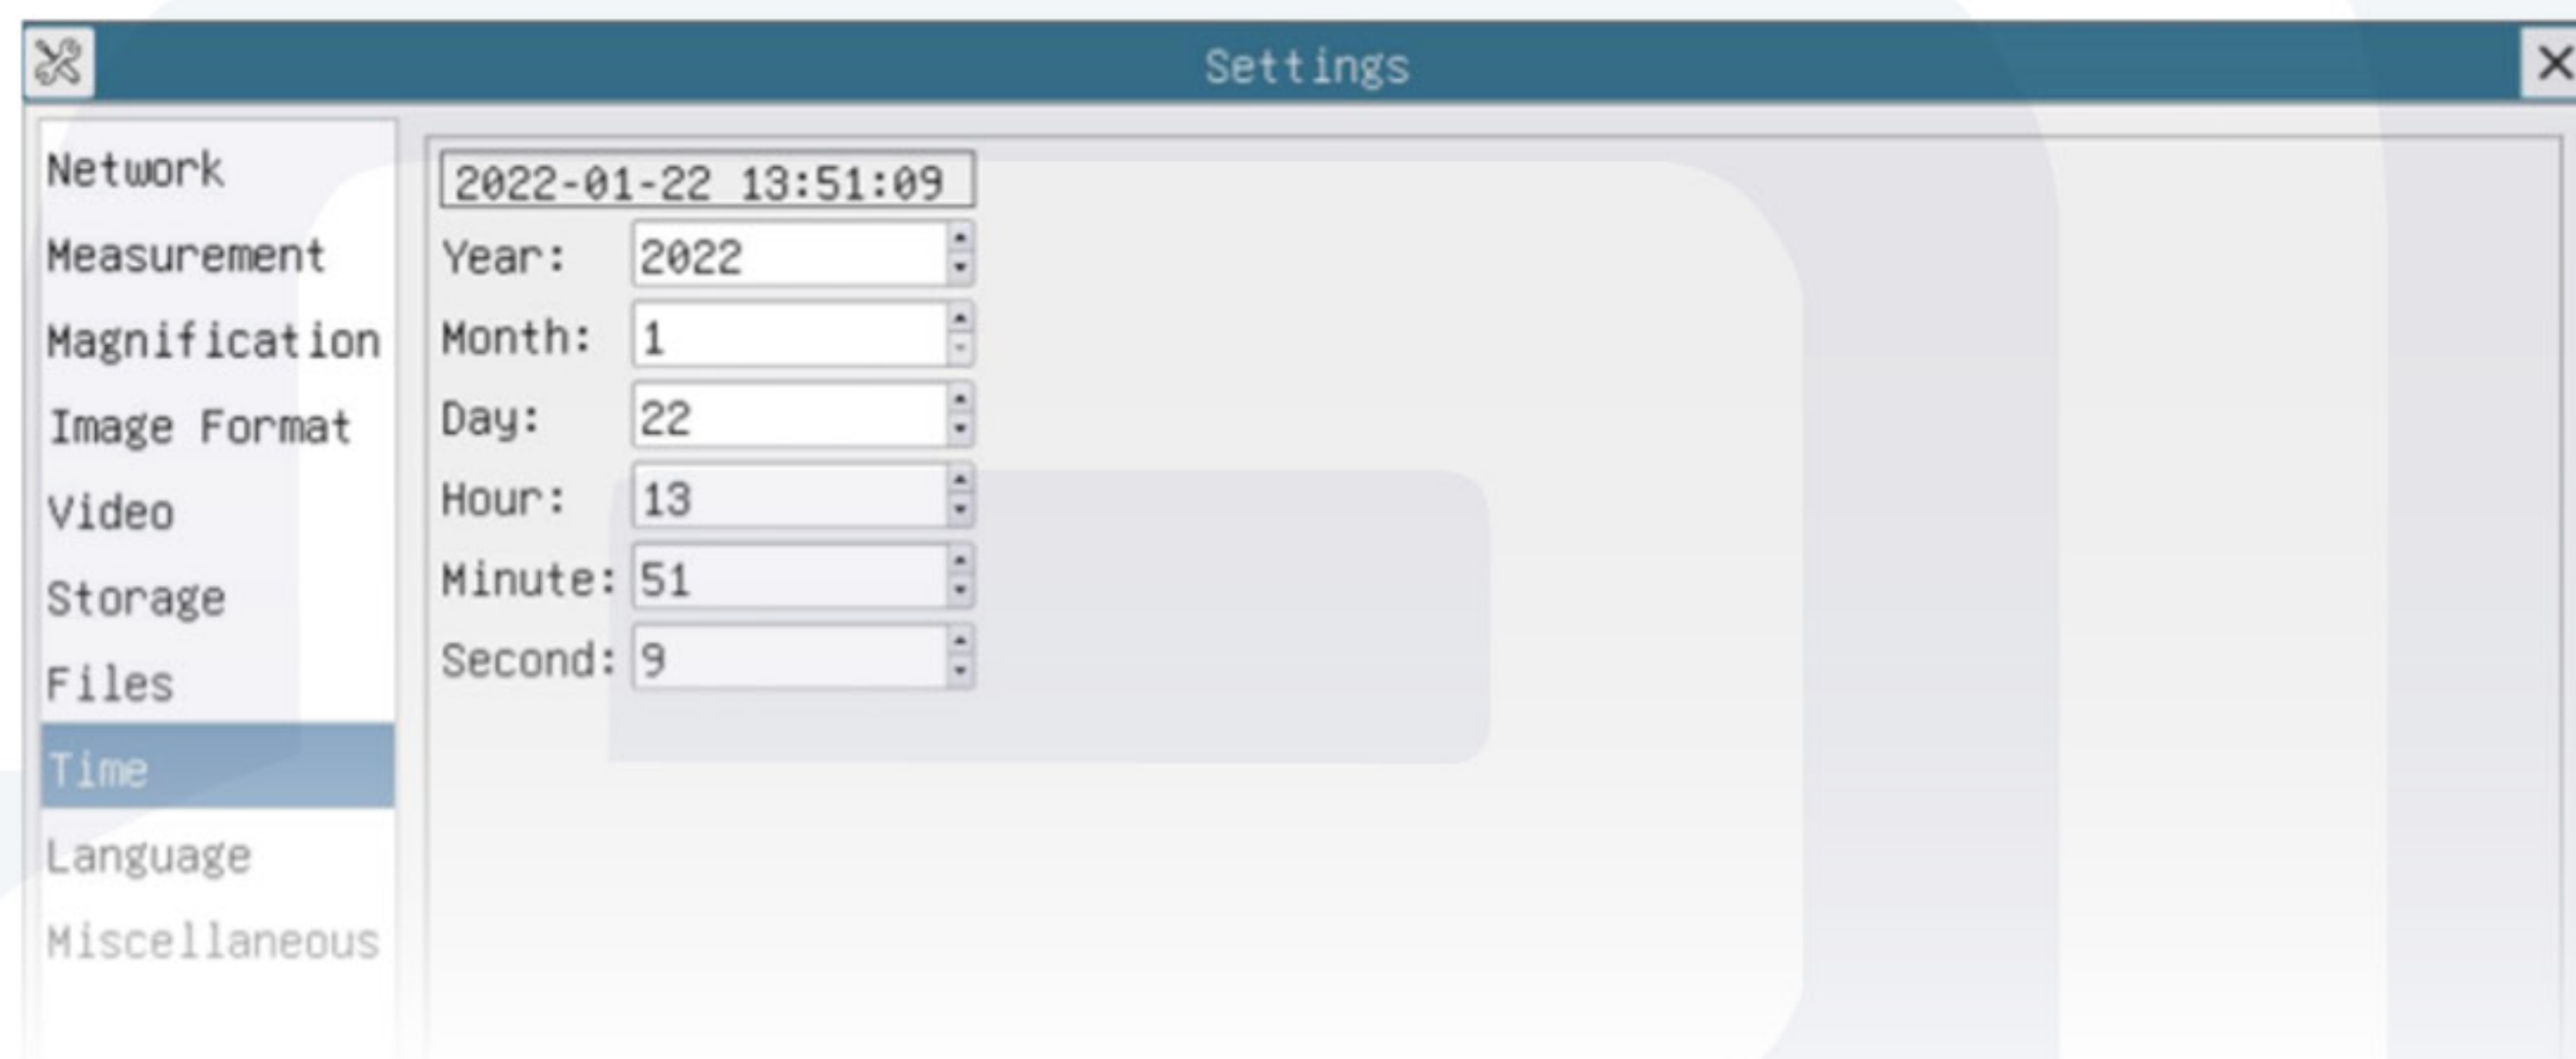 Settings
Network
Measurement
Magnification
Image Format
Video
Storage
Files
Time
Language
Miscellaneous
2022-01-22 13:51:09
Year: 2022
Month: 1
Day: 22
Hour: 13
Minute: 51
Second: 9